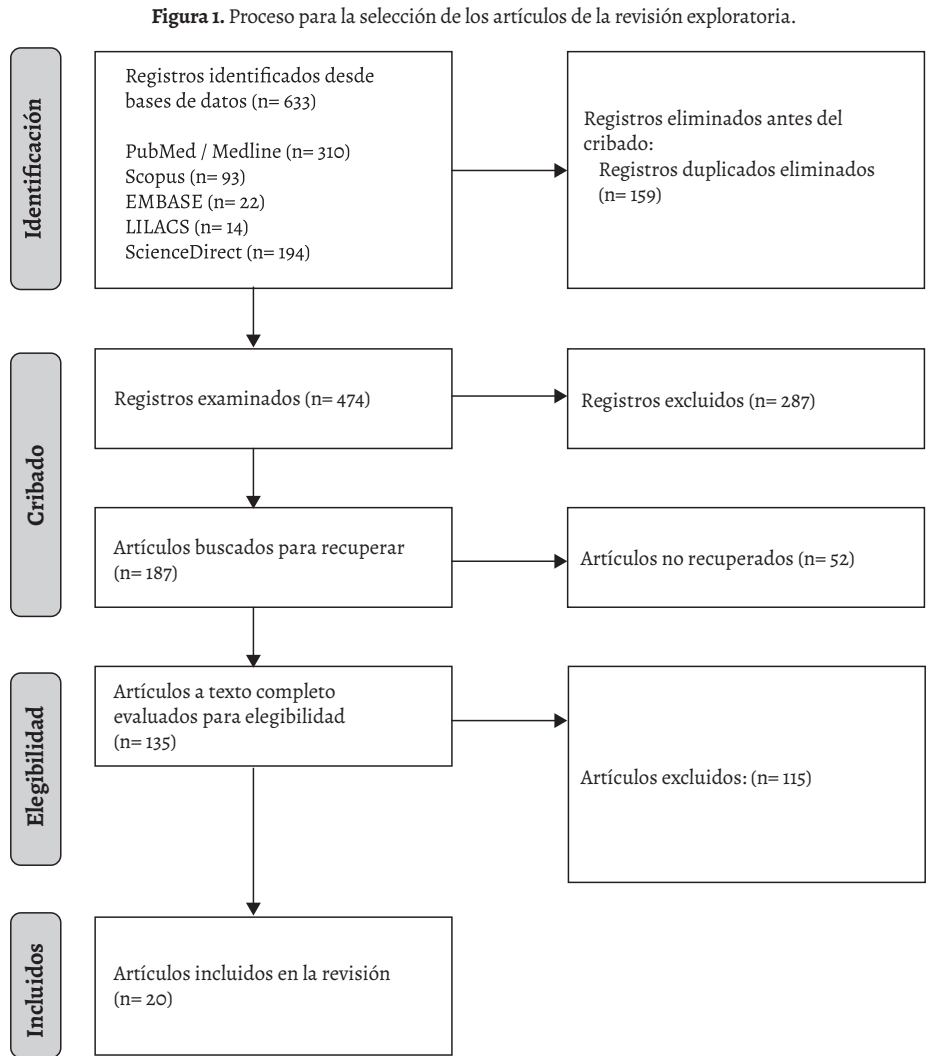 Figura 1. Proceso para la selección de los artículos de la revisión exploratoria.
Identificación
Registros identificados desde
bases de datos (n= 633)
PubMed / Medline (n= 310)
Scopus (n= 93)
EMBASE (n= 22)
LILACS (n= 14)
ScienceDirect (n= 194)
Registros eliminados antes del
cribado:
Registros duplicados eliminados
(n= 159)
Cribado
Registros examinados (n= 474)
Registros excluidos (n= 287)
Artículos buscados para recuperar
(n= 187)
Artículos no recuperados (n= 52)
Elegibilidad
Artículos a texto completo
evaluados para elegibilidad
(n= 135)
Artículos excluidos: (n= 115)
Incluidos
Artículos incluidos en la revisión
(n= 20)